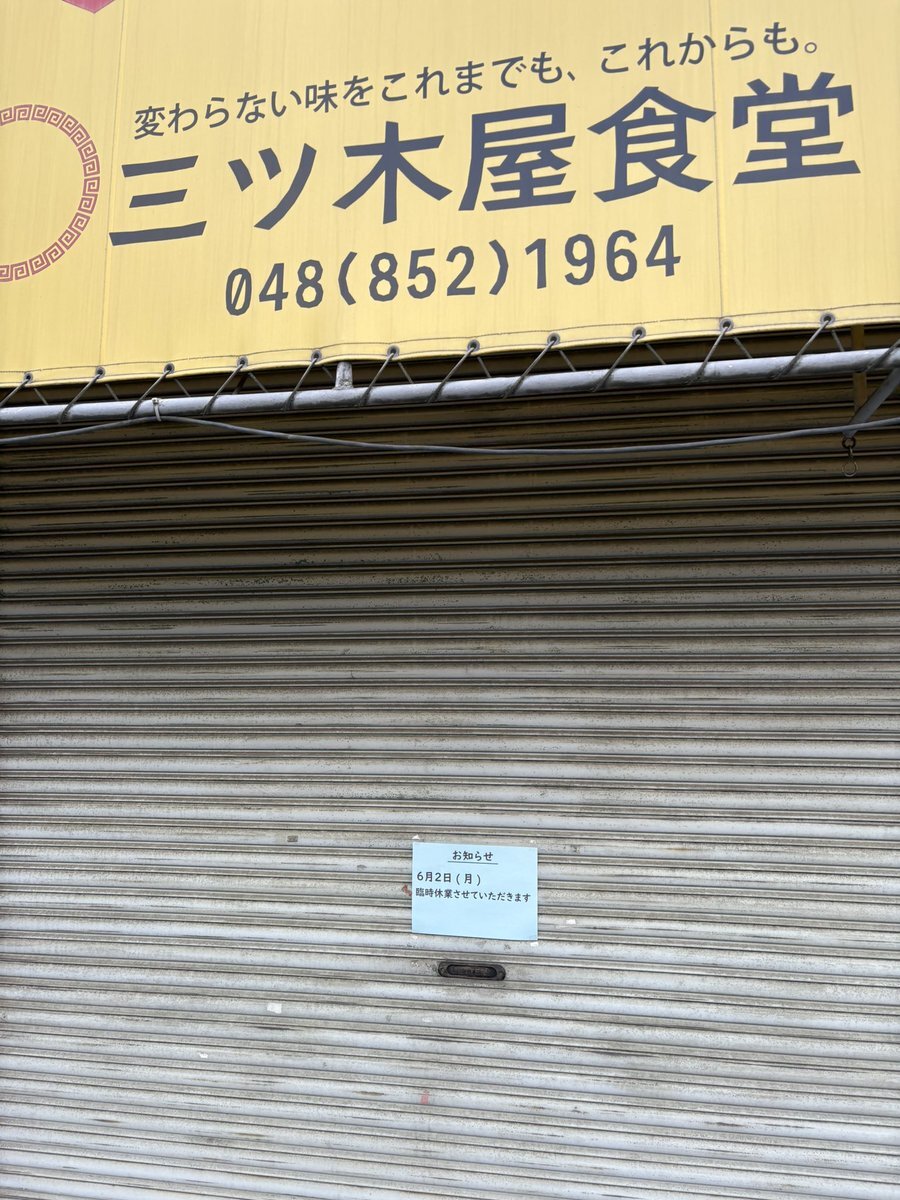 変わらない味をこれまでも、これからも。
三ツ木屋食堂
048(852)1964
お知らせ
6月2日(月)
臨時休業させていただきます